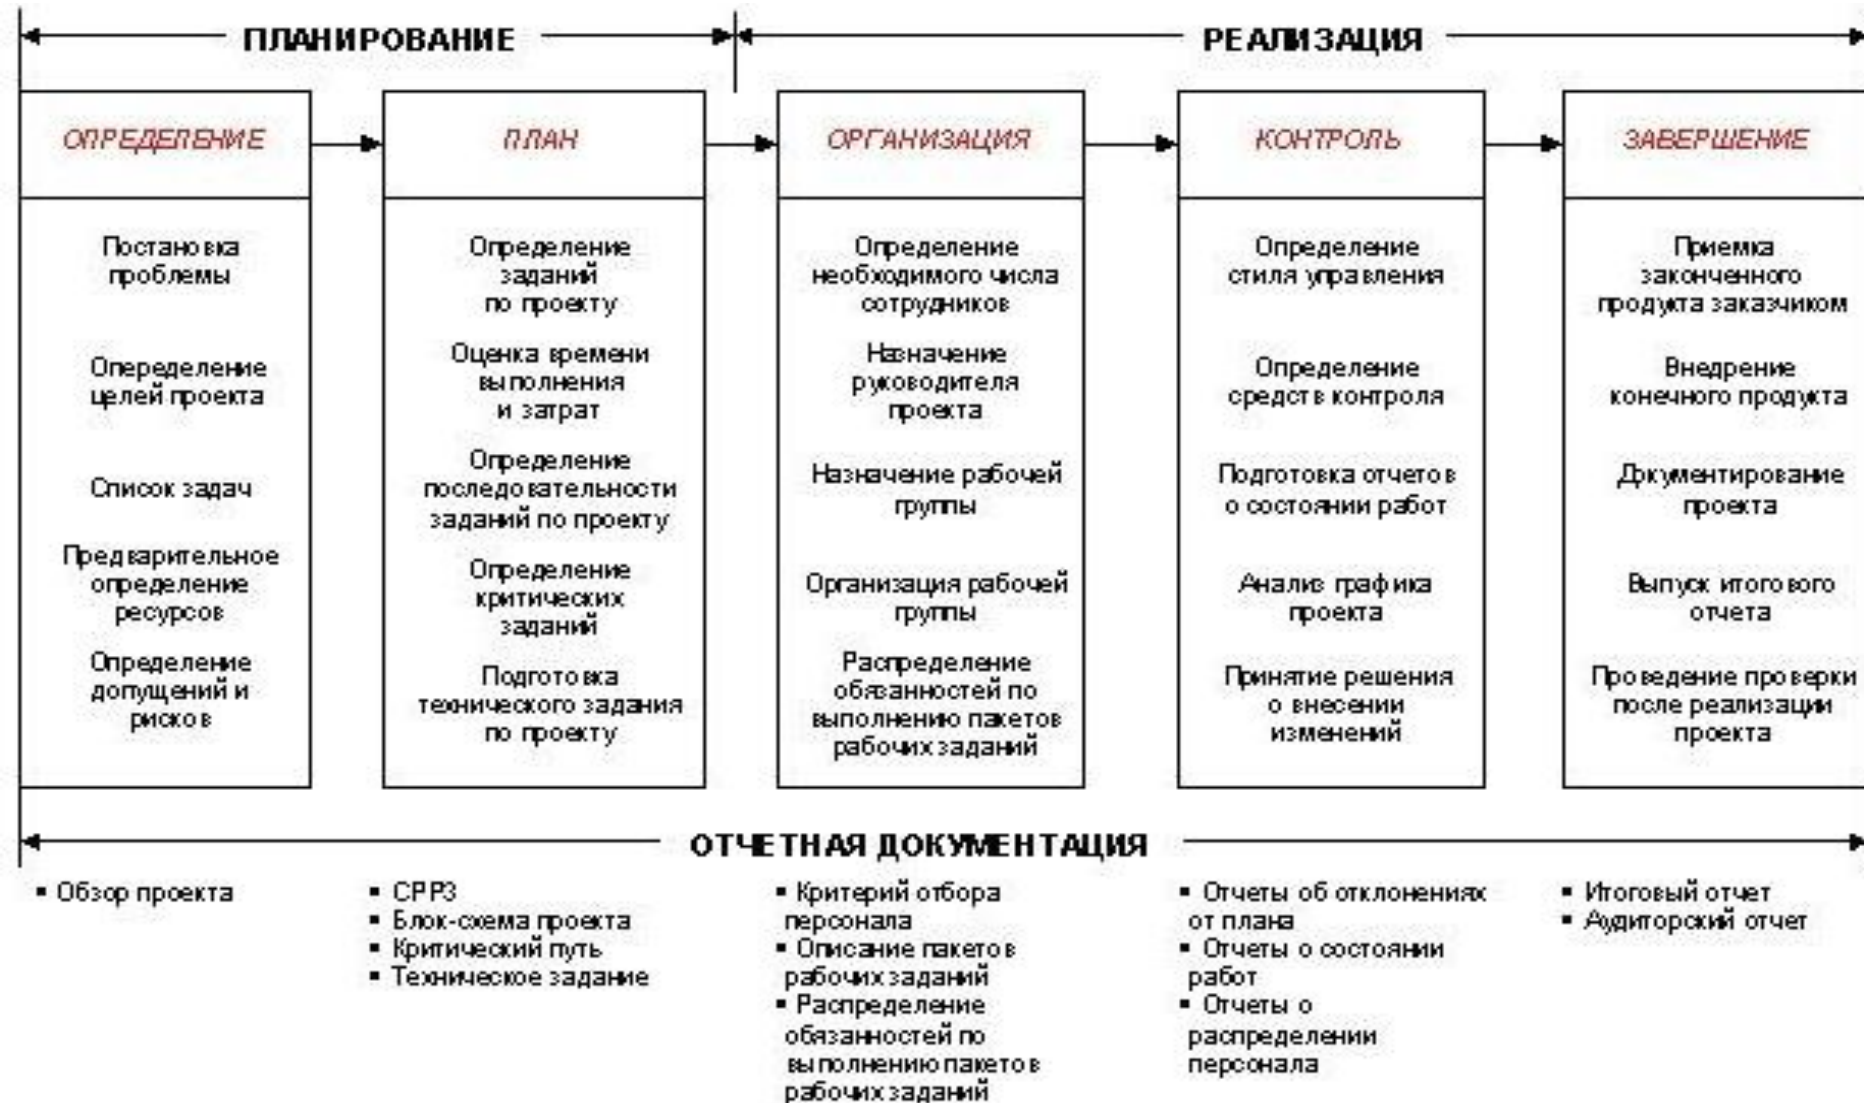 ПЛАНИРОВАНИЕ
РЕАЛИЗАЦИЯ
ОПРЕДЕЛЕНИЕ
Постановка
проблемы
Опеределение
целей проекта
Список задач
Предварительное
определение
ресурсов
Определение
допущений и
рисков
ПЛАН
Определение
заданий
по проекту
Оценка времени
выполнения
и затрат
Определение
последовательности
заданий по проекту
Определение
критических
заданий
Подготовка
технического задания
по проекту
ОРГАНИЗАЦИЯ
Определение
необходимого числа
сотрудников
Назначение
руководителя
проекта
Назначение рабочей
группы
Организация рабочей
группы
Распределение
обязанностей по
выполнению пакетов
рабочих заданий
КОНТРОЛЬ
Определение
стиля управления
Определение
средств контроля
Подготовка отчетов
о состоянии работ
Анализ графика
проекта
Принятие решения
о внесении
изменений
ЗАВЕРШЕНИЕ
Приемка
законченного
продукта заказчиком
Внедрение
конечного продукта
Документирование
проекта
Выпуск итогового
отчета
Проведение проверки
после реализации
проекта
ОТЧЕТНАЯ ДОКУМЕНТАЦИЯ
▪ Обзор проекта
▪ СРРЗ
▪ Блок-схема проекта
▪ Критический путь
▪ Техническое задание
▪ Критерий отбора
персонала
▪ Описание пакетов
рабочих заданий
▪ Распределение
обязанностей по
выполнению пакетов
рабочих заданий
▪ Отчеты об отклонениях
от плана
▪ Отчеты о состоянии
работ
▪ Отчеты о
распределении
персонала
▪ Итоговый отчет
▪ Аудиторский отчет